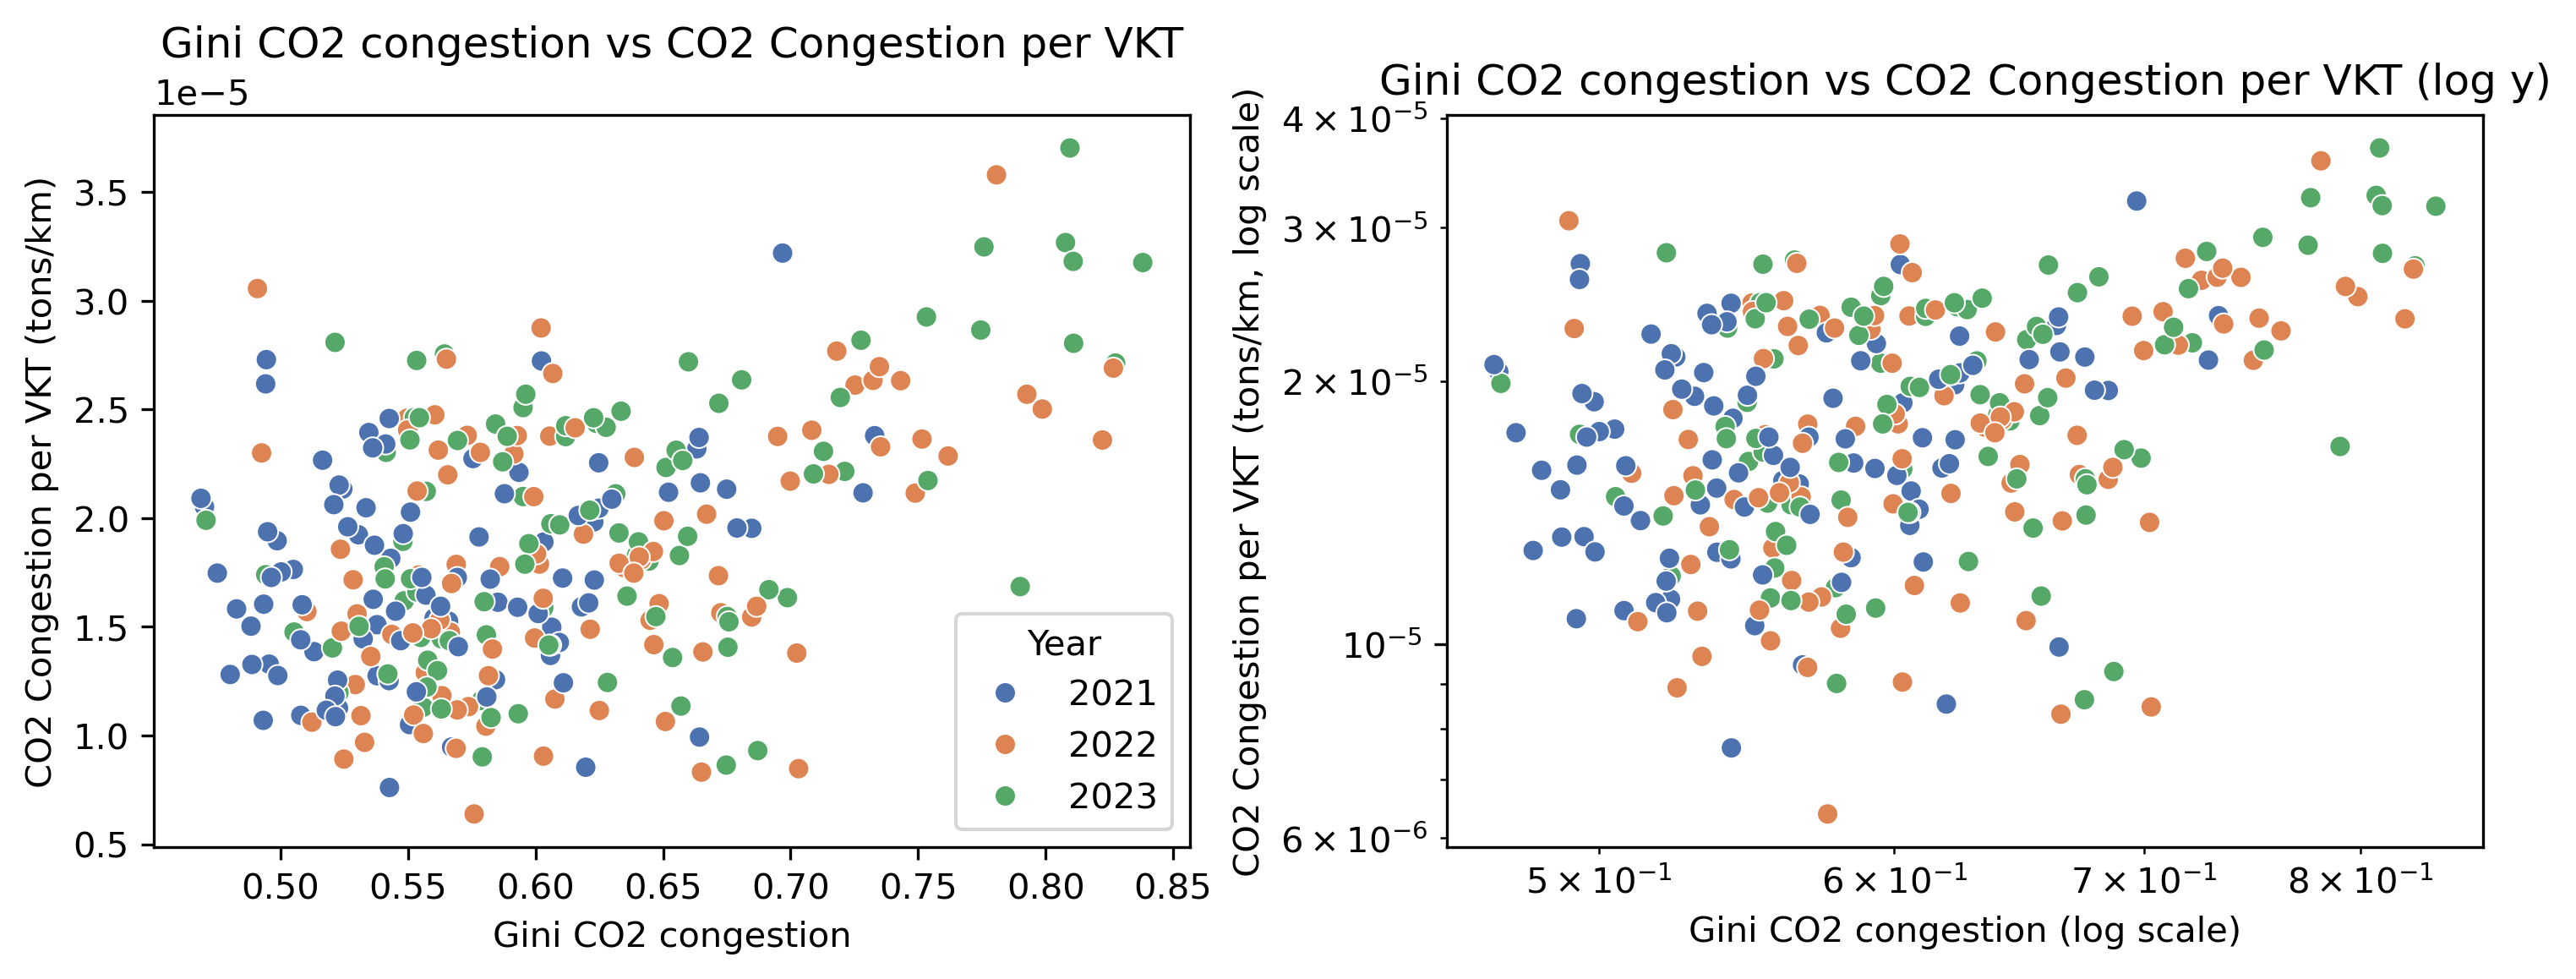 Gini CO2 congestion vs CO2 Congestion per VKT
1e−5
CO2 Congestion per VKT (tons/km)
3.5
3.0
2.5
2.0
1.5
1.0
0.5
0.50 0.55 0.60 0.65 0.70 0.75 0.80 0.85
Gini CO2 congestion
Year
2021
2022
2023
Gini CO2 congestion vs CO2 Congestion per VKT (log y)
CO2 Congestion per VKT (tons/km, log scale)
4 × 10⁻⁵
3 × 10⁻⁵
2 × 10⁻⁵
10⁻⁵
6 × 10⁻⁶
5 × 10⁻¹ 6 × 10⁻¹ 7 × 10⁻¹ 8 × 10⁻¹
Gini CO2 congestion (log scale)